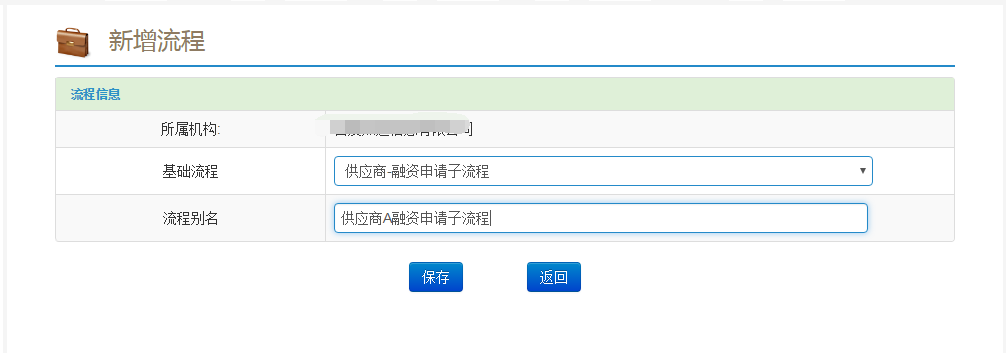 新增流程
流程信息
所属机构:
基础流程
供应商-融资申请子流程
流程别名
供应商A融资申请子流程
保存
返回